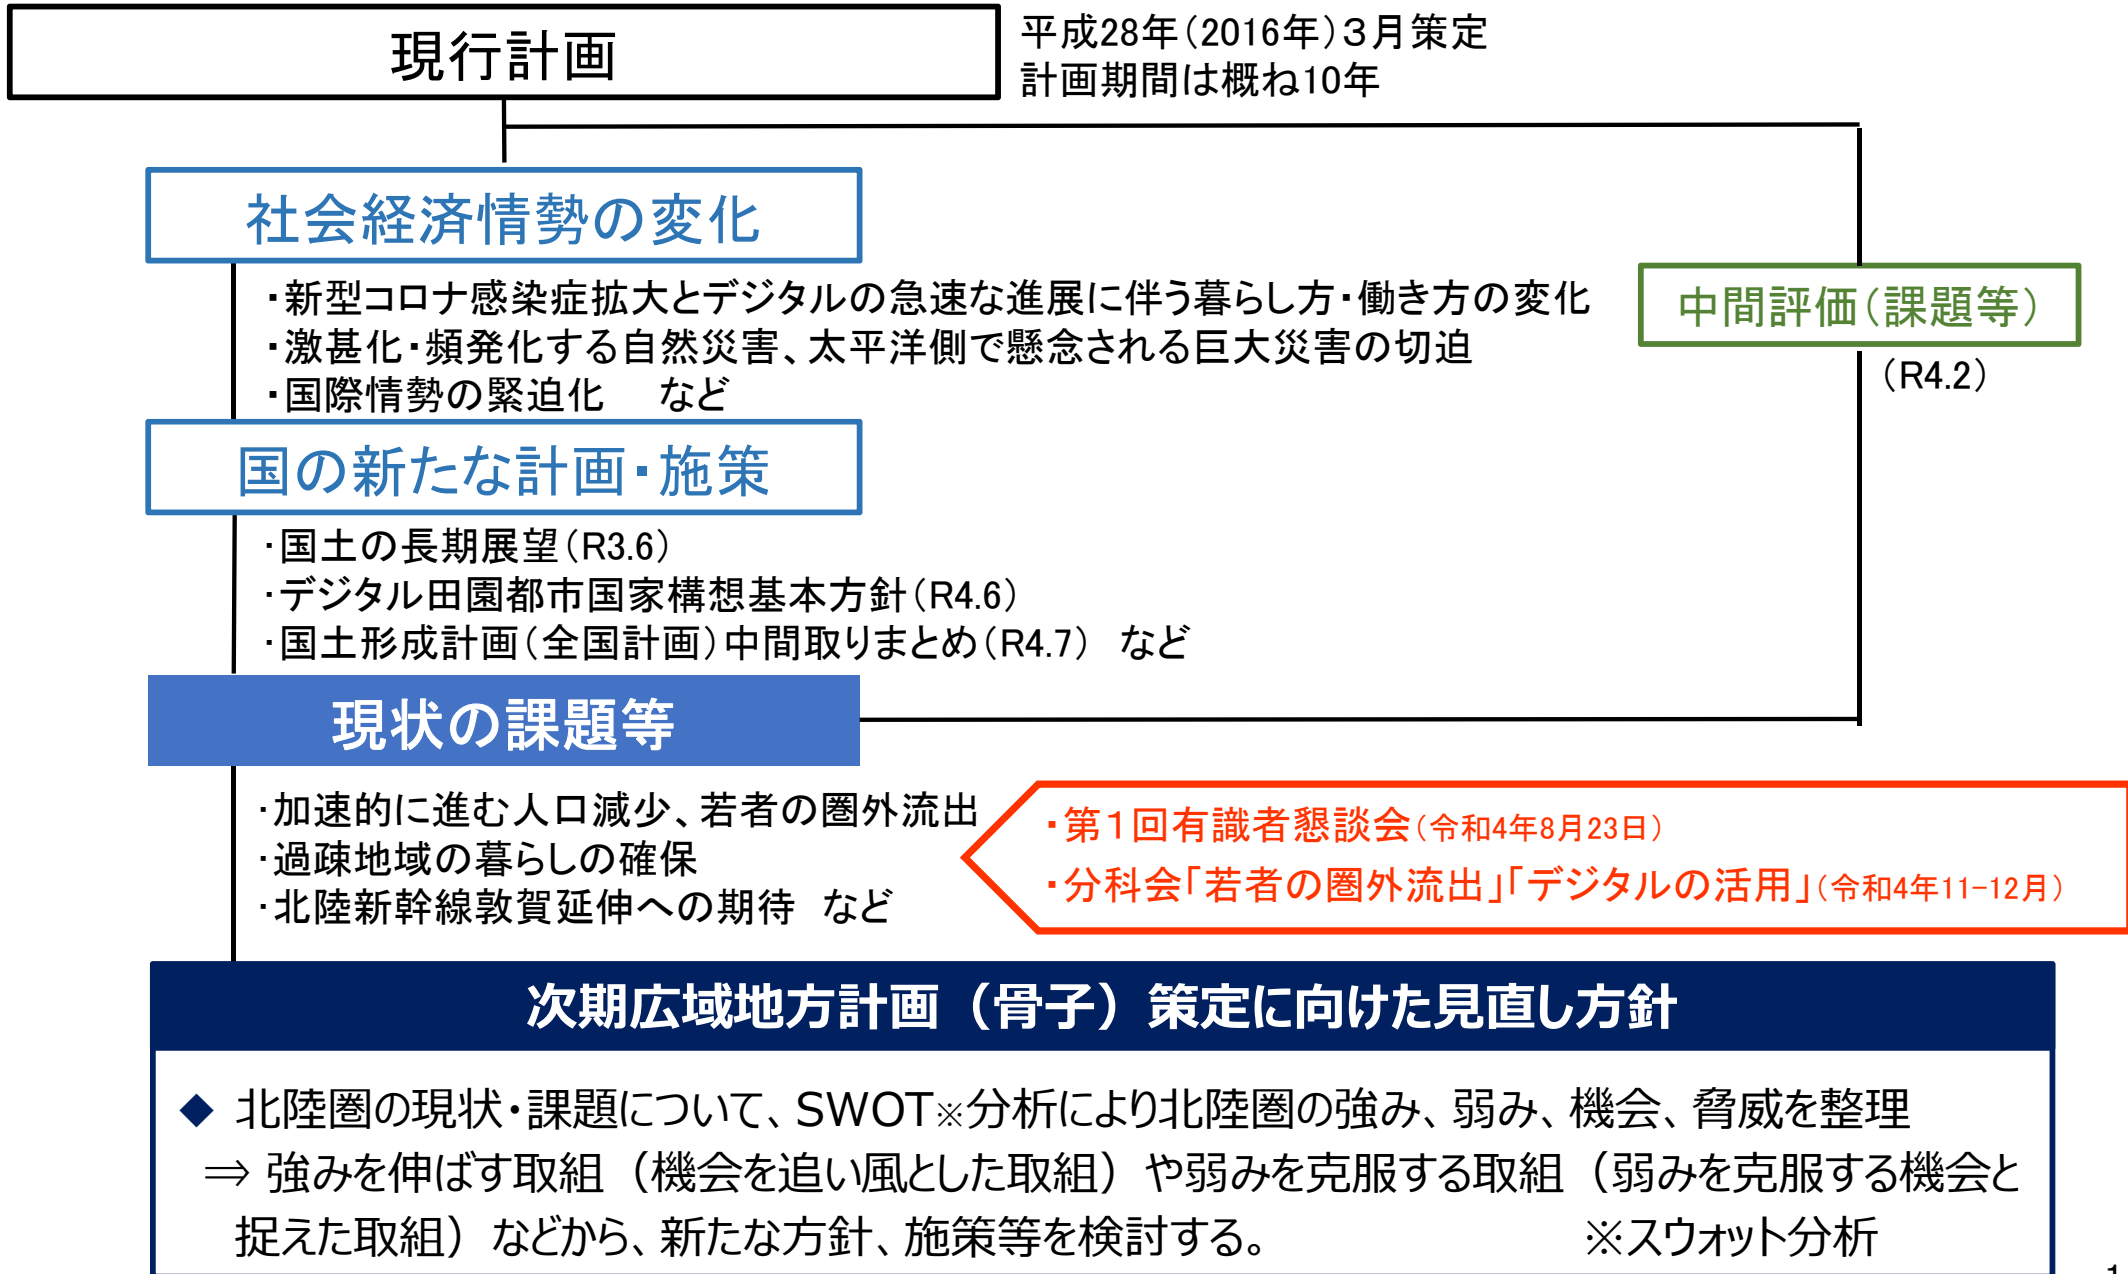 現行計画
平成28年(2016年)3月策定
計画期間は概ね10年
社会経済情勢の変化
・新型コロナ感染症拡大とデジタルの急速な進展に伴う暮らし方・働き方の変化
・激甚化・頻発化する自然災害、太平洋側で懸念される巨大災害の切迫
・国際情勢の緊迫化　など
中間評価(課題等)
(R4.2)
国の新たな計画・施策
・国土の長期展望(R3.6)
・デジタル田園都市国家構想基本方針(R4.6)
・国土形成計画(全国計画)中間取りまとめ(R4.7)　など
現状の課題等
・加速的に進む人口減少、若者の圏外流出
・過疎地域の暮らしの確保
・北陸新幹線敦賀延伸への期待　など
・第1回有識者懇談会(令和4年8月23日)
・分科会「若者の圏外流出」「デジタルの活用」(令和4年11-12月)
次期広域地方計画（骨子）策定に向けた見直し方針
◆ 北陸圏の現状・課題について、SWOT※分析により北陸圏の強み、弱み、機会、脅威を整理
⇒ 強みを伸ばす取組（機会を追い風とした取組）や弱みを克服する取組（弱みを克服する機会と
捉えた取組）などから、新たな方針、施策等を検討する。　※スウォット分析
1